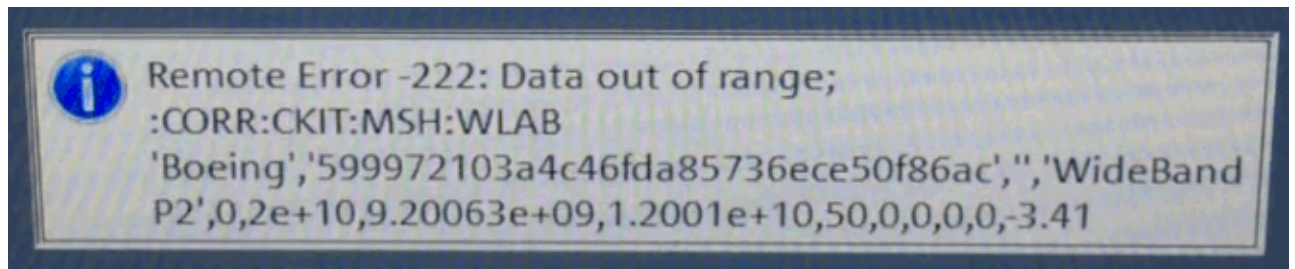 Remote Error -222: Data out of range;
:CORR:CKIT:MSH:WLAB
'Boeing','599972103a4c46fda85736ece50f86ac','','WideBand
P2',0,2e+10,9.20063e+09,1.2001e+10,50,0,0,0,0,-3.41